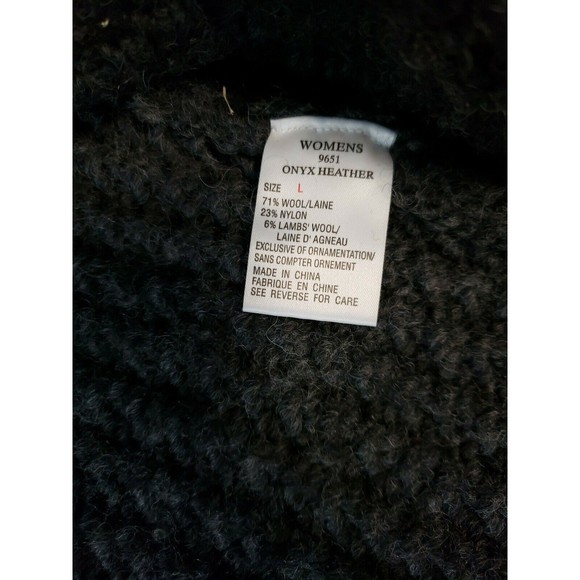 WOMENS
9651
ONYX HEATHER
SIZE L
71% WOOL/LAINE
23% NYLON
6% LAMBS' WOOL/
LAINE D' AGNEAU
EXCLUSIVE OF ORNAMENTATION/
SANS COMPTER ORNEMENT
MADE IN CHINA
FABRIQUE EN CHINE
SEE REVERSE FOR CARE